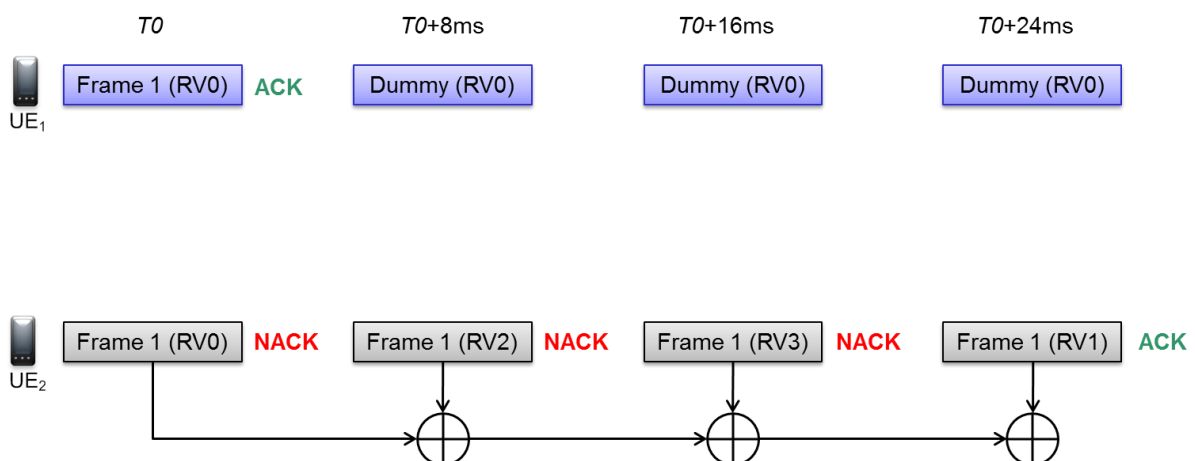 T0 T0+8ms T0+16ms T0+24ms
Frame 1 (RV0) ACK Dummy (RV0) Dummy (RV0) Dummy (RV0)
UE₁
Frame 1 (RV0) NACK Frame 1 (RV2) NACK Frame 1 (RV3) NACK Frame 1 (RV1) ACK
UE₂